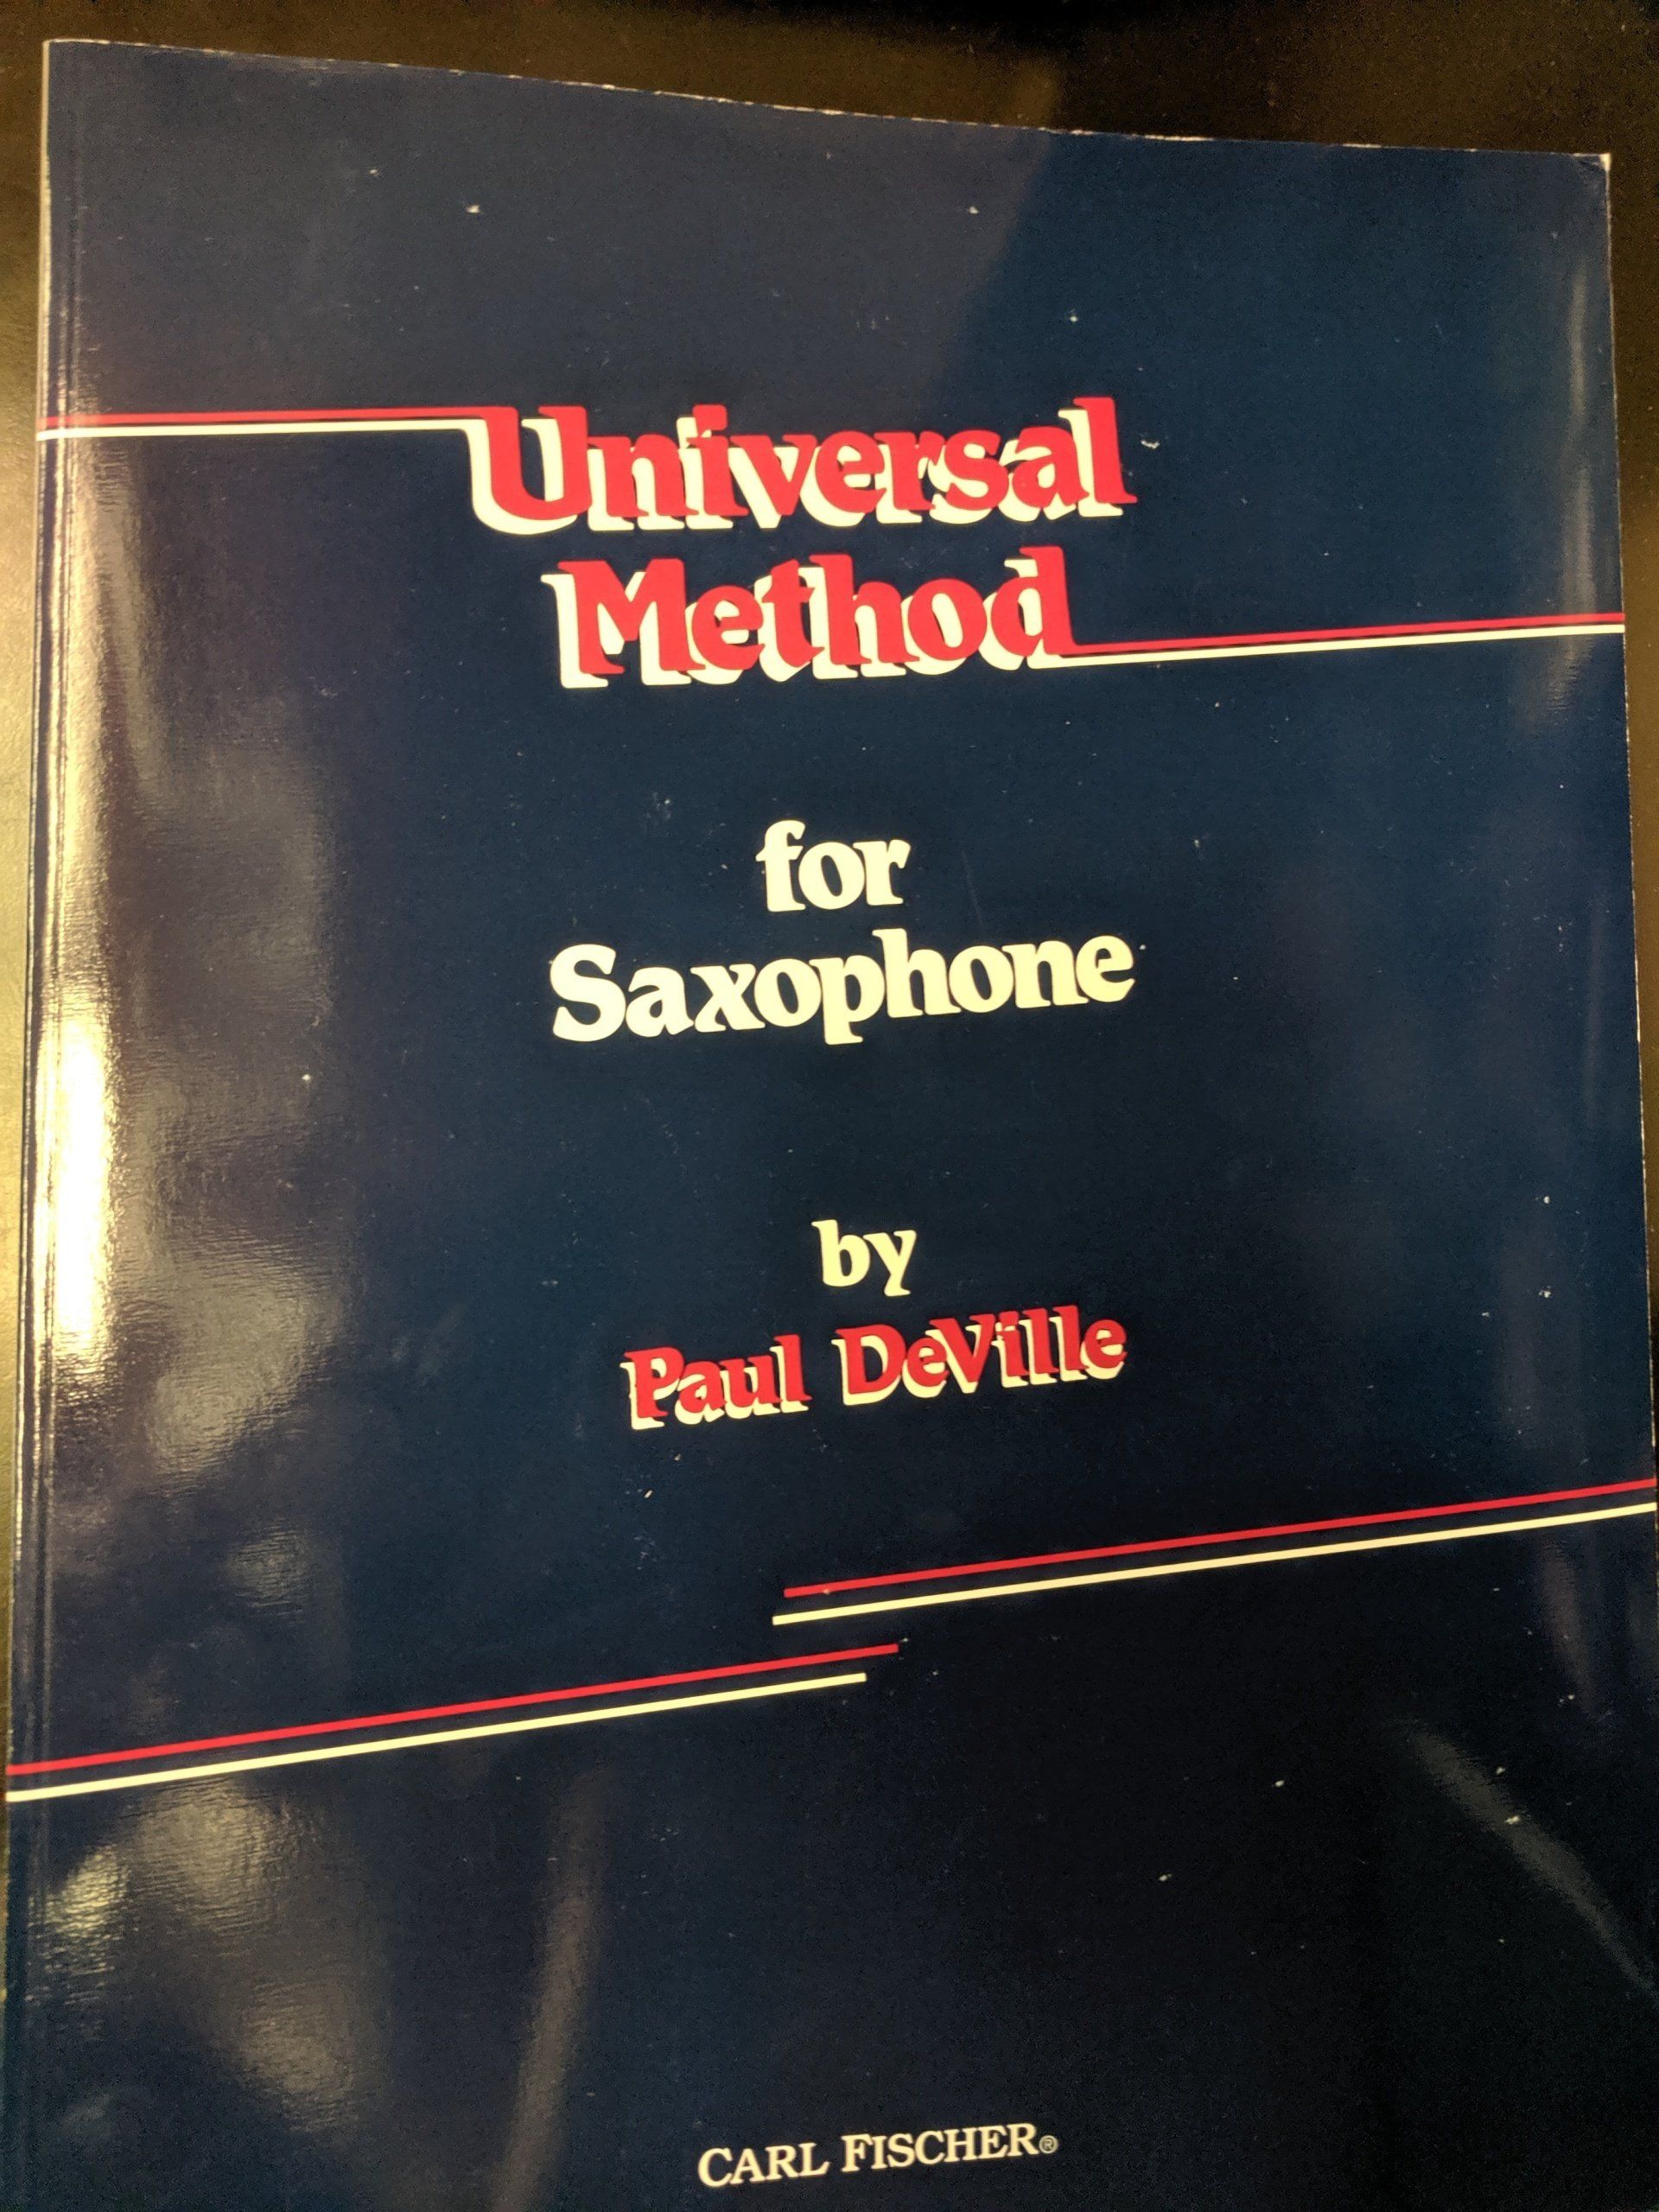 Universal
Method
for
Saxophone
by
Paul DeVille
CARL FISCHER®